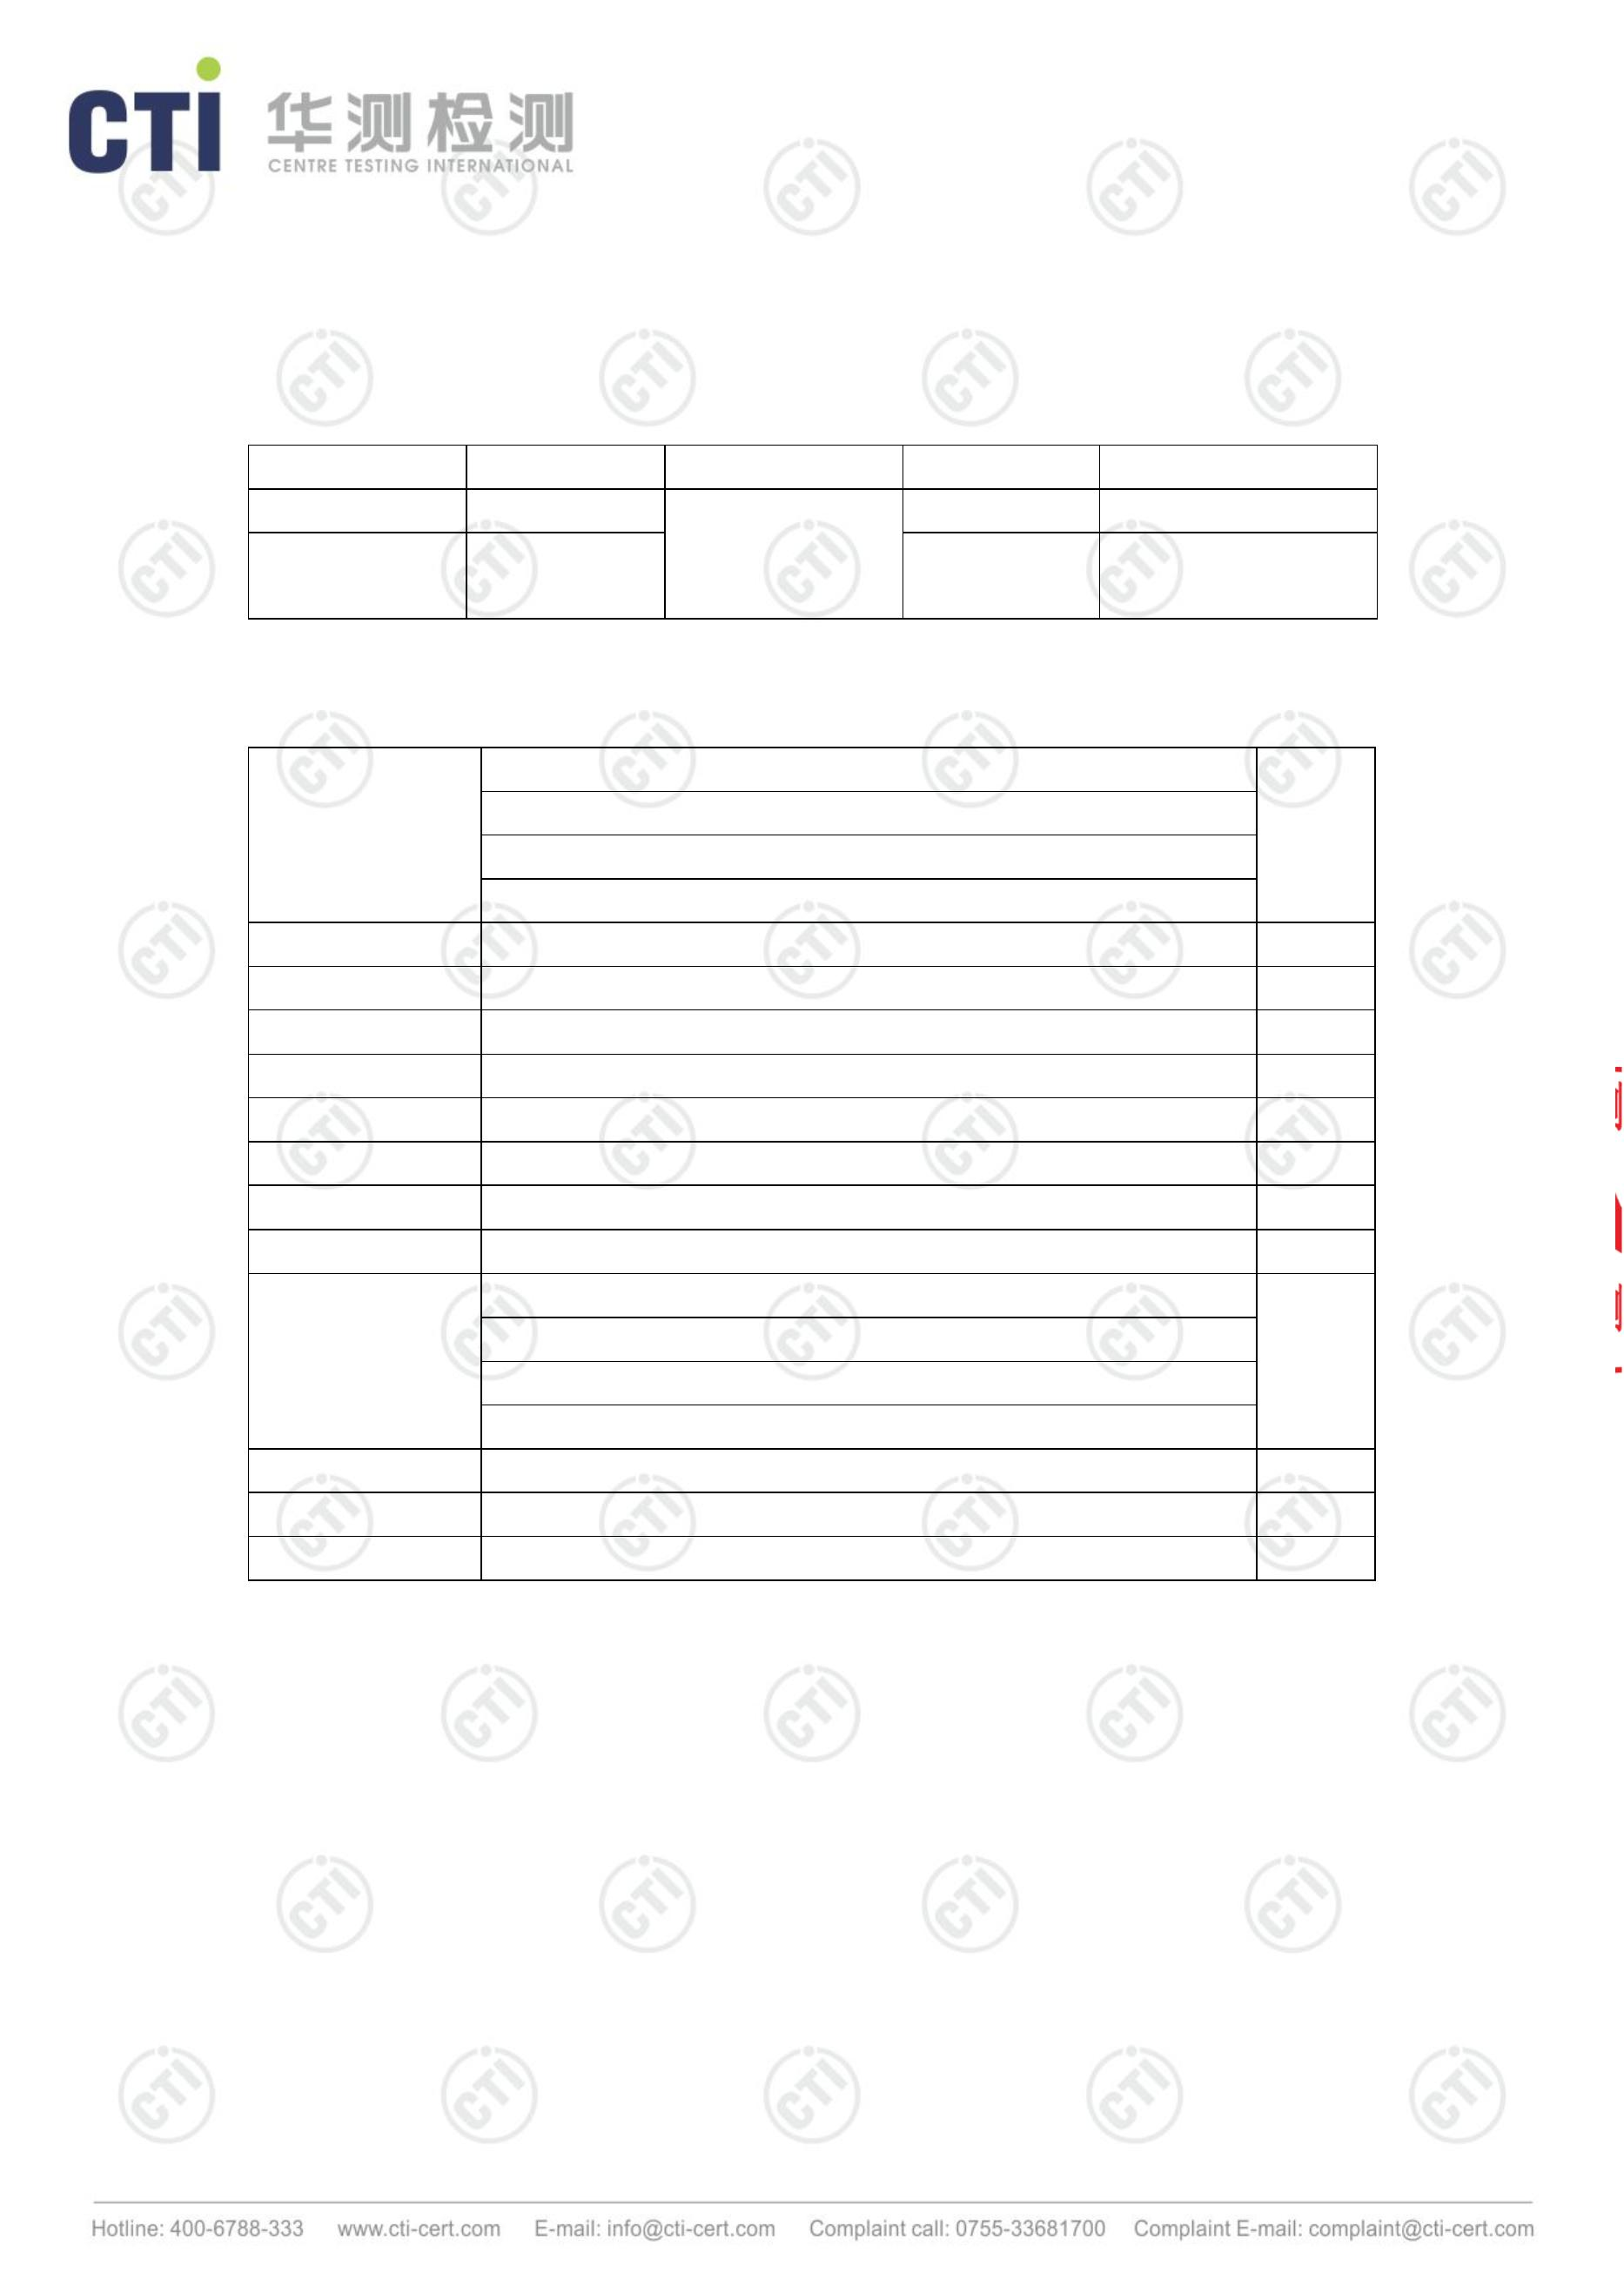 CTI 华测检测
CENTRE TESTING INTERNATIONAL
Hotline: 400-6788-333 www.cti-cert.com E-mail: info@cti-cert.com Complaint call: 0755-33681700 Complaint E-mail: complaint@cti-cert.com